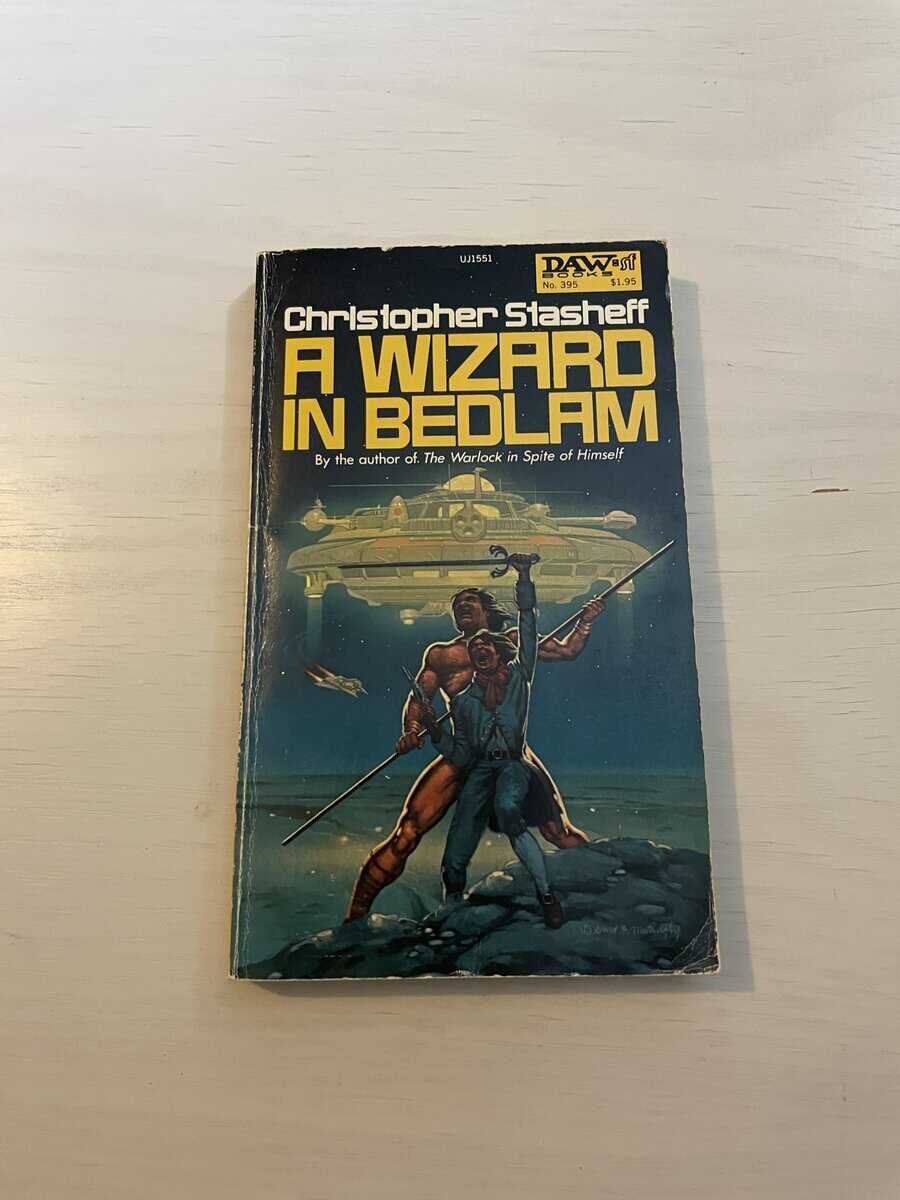 UJ1551
DAW sf
BOOKS
No. 395 $1.95
Christopher Stasheff
A WIZARD
IN BEDLAM
By the author of The Warlock in Spite of Himself